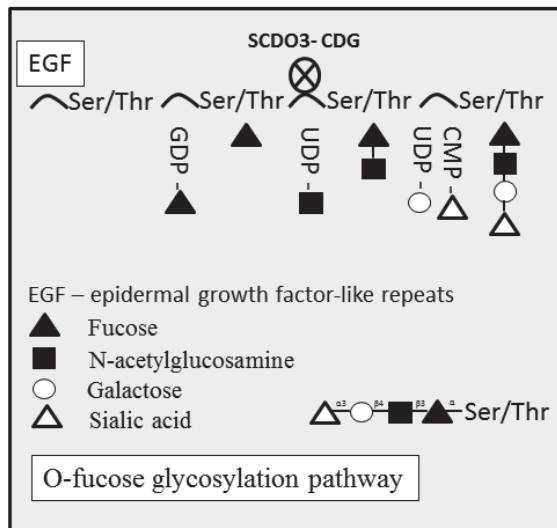 SCDO3- CDG
EGF
Ser/Thr Ser/Thr Ser/Thr Ser/Thr
GDP- UDP- UDP- CMP-
EGF – epidermal growth factor-like repeats
Fucose
N-acetylglucosamine
Galactose
Sialic acid
α3 β4 β3 α Ser/Thr
O-fucose glycosylation pathway